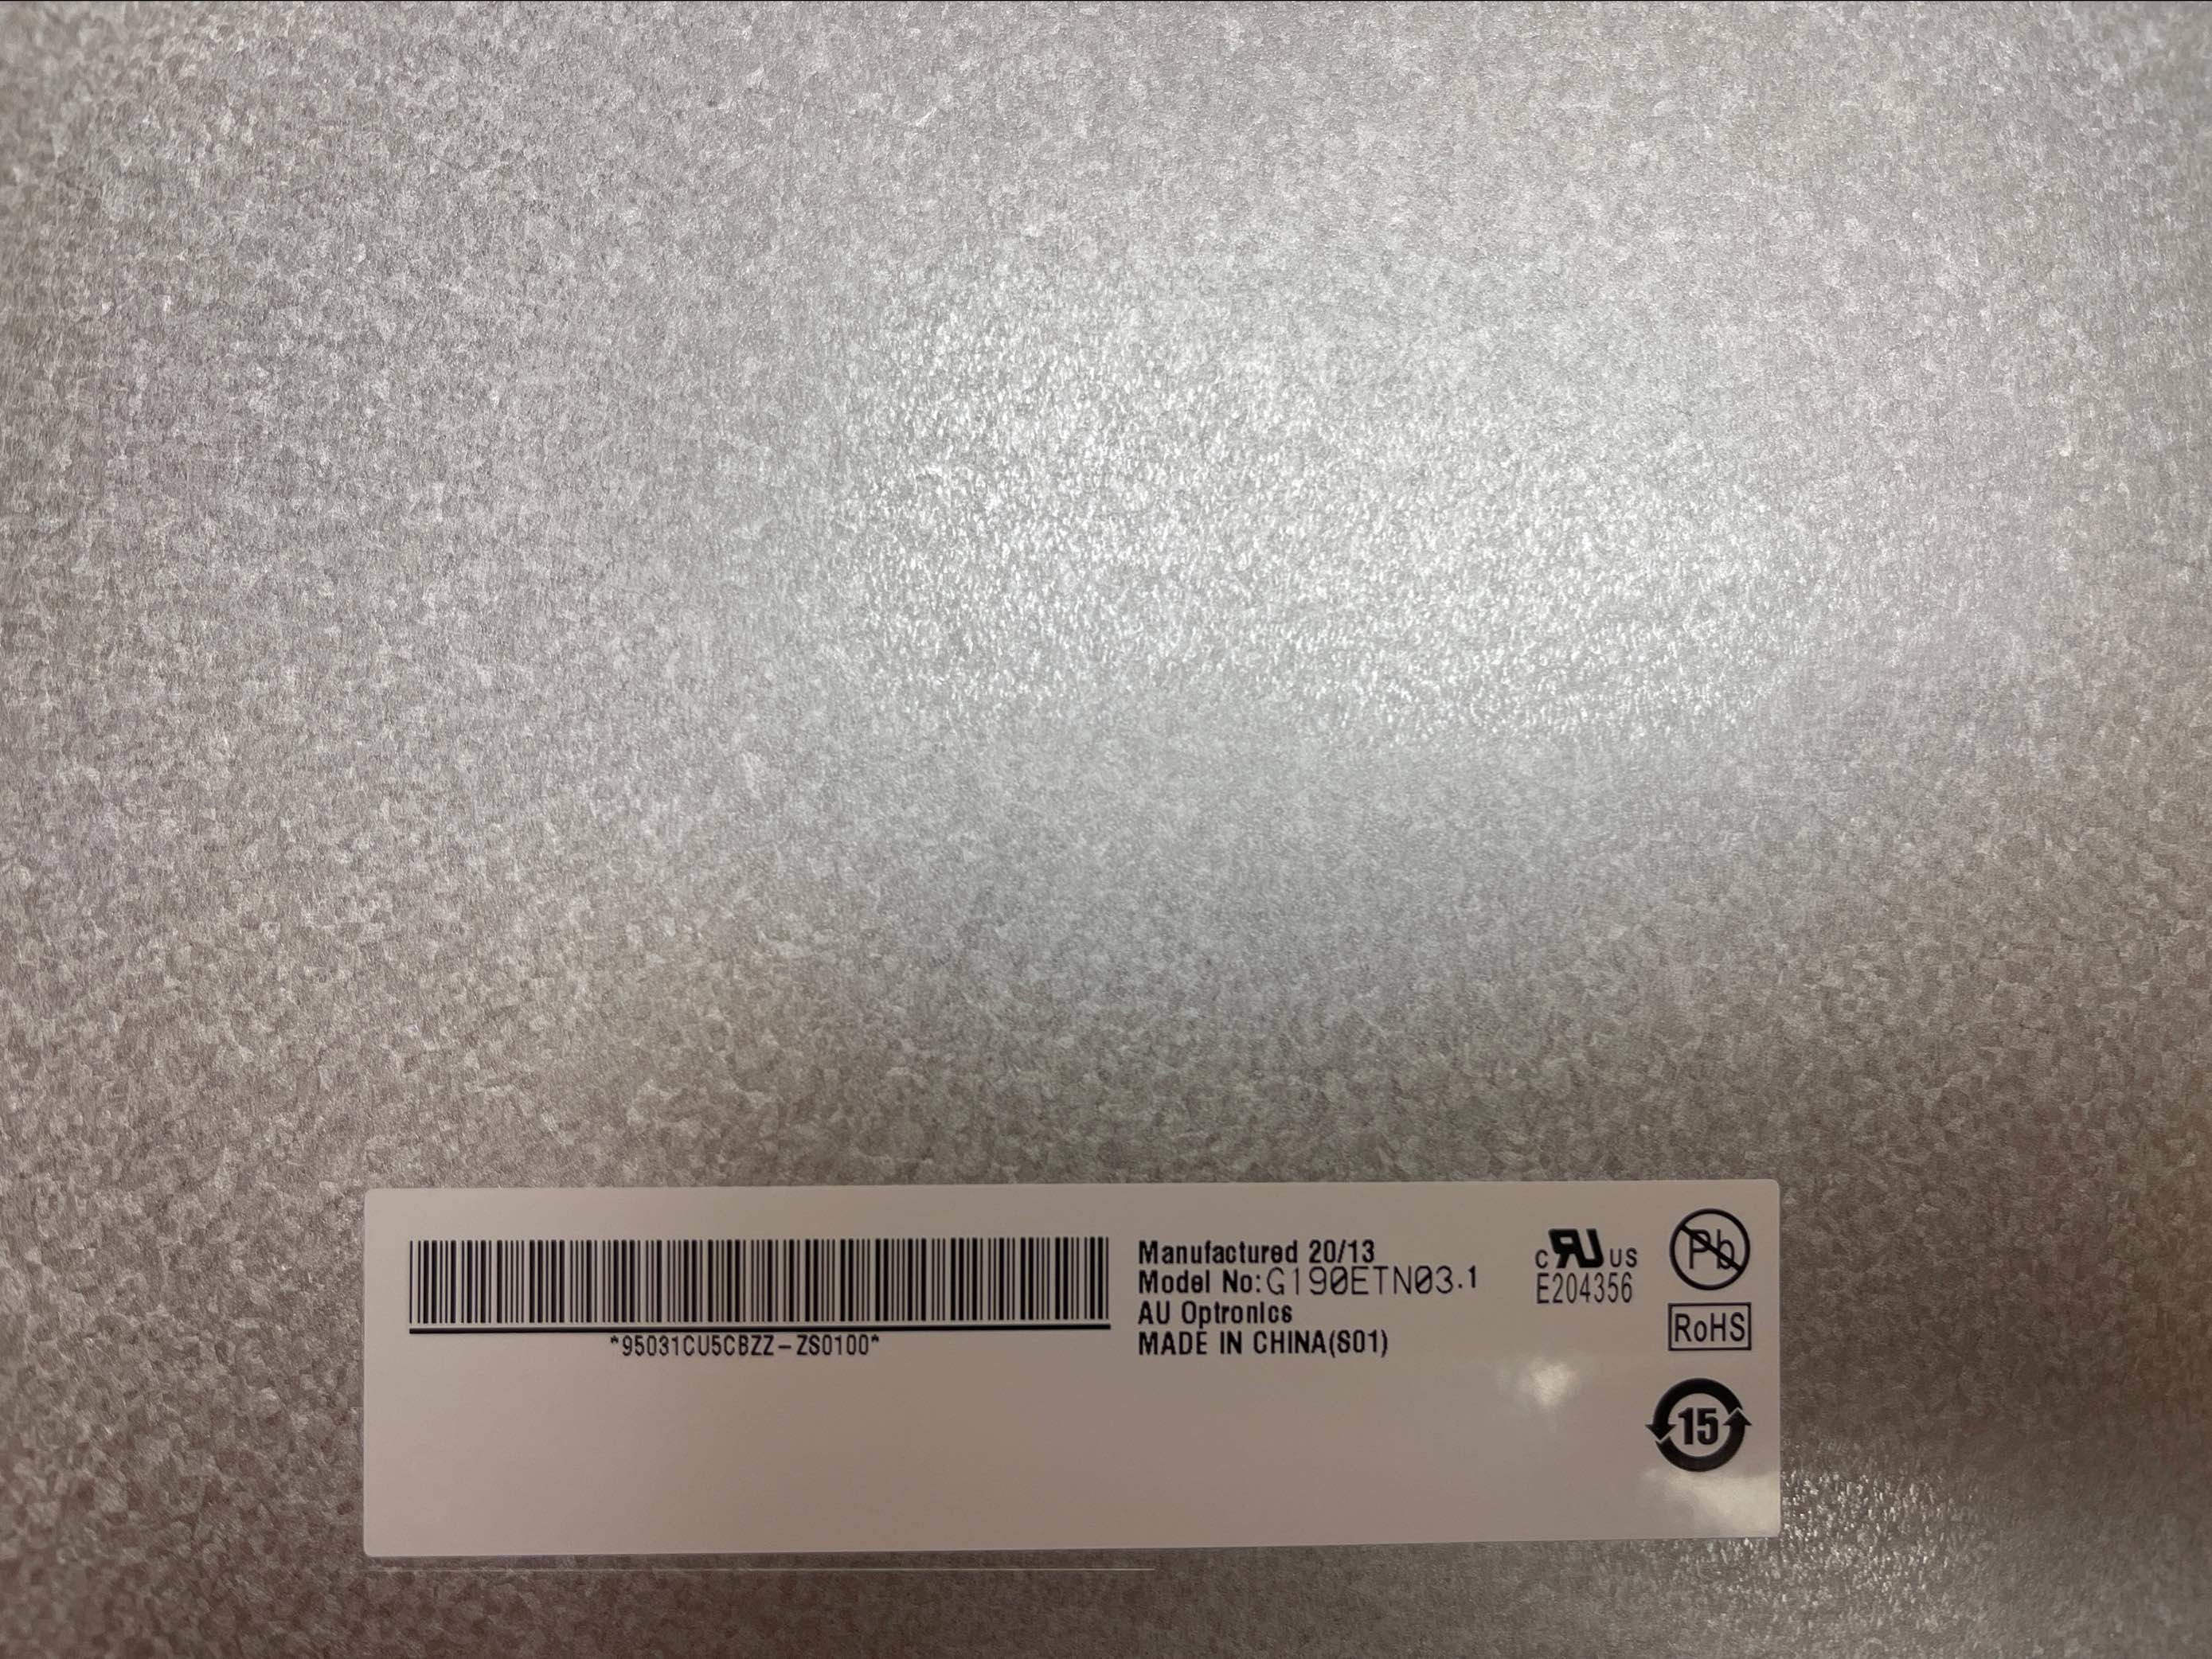 Manufactured 20/13
Model No:G190ETN03.1
AU Optronics
MADE IN CHINA(S01)
*95031CU5CBZZ-ZS0100*
c RU US
E204356
Pb
RoHS
15